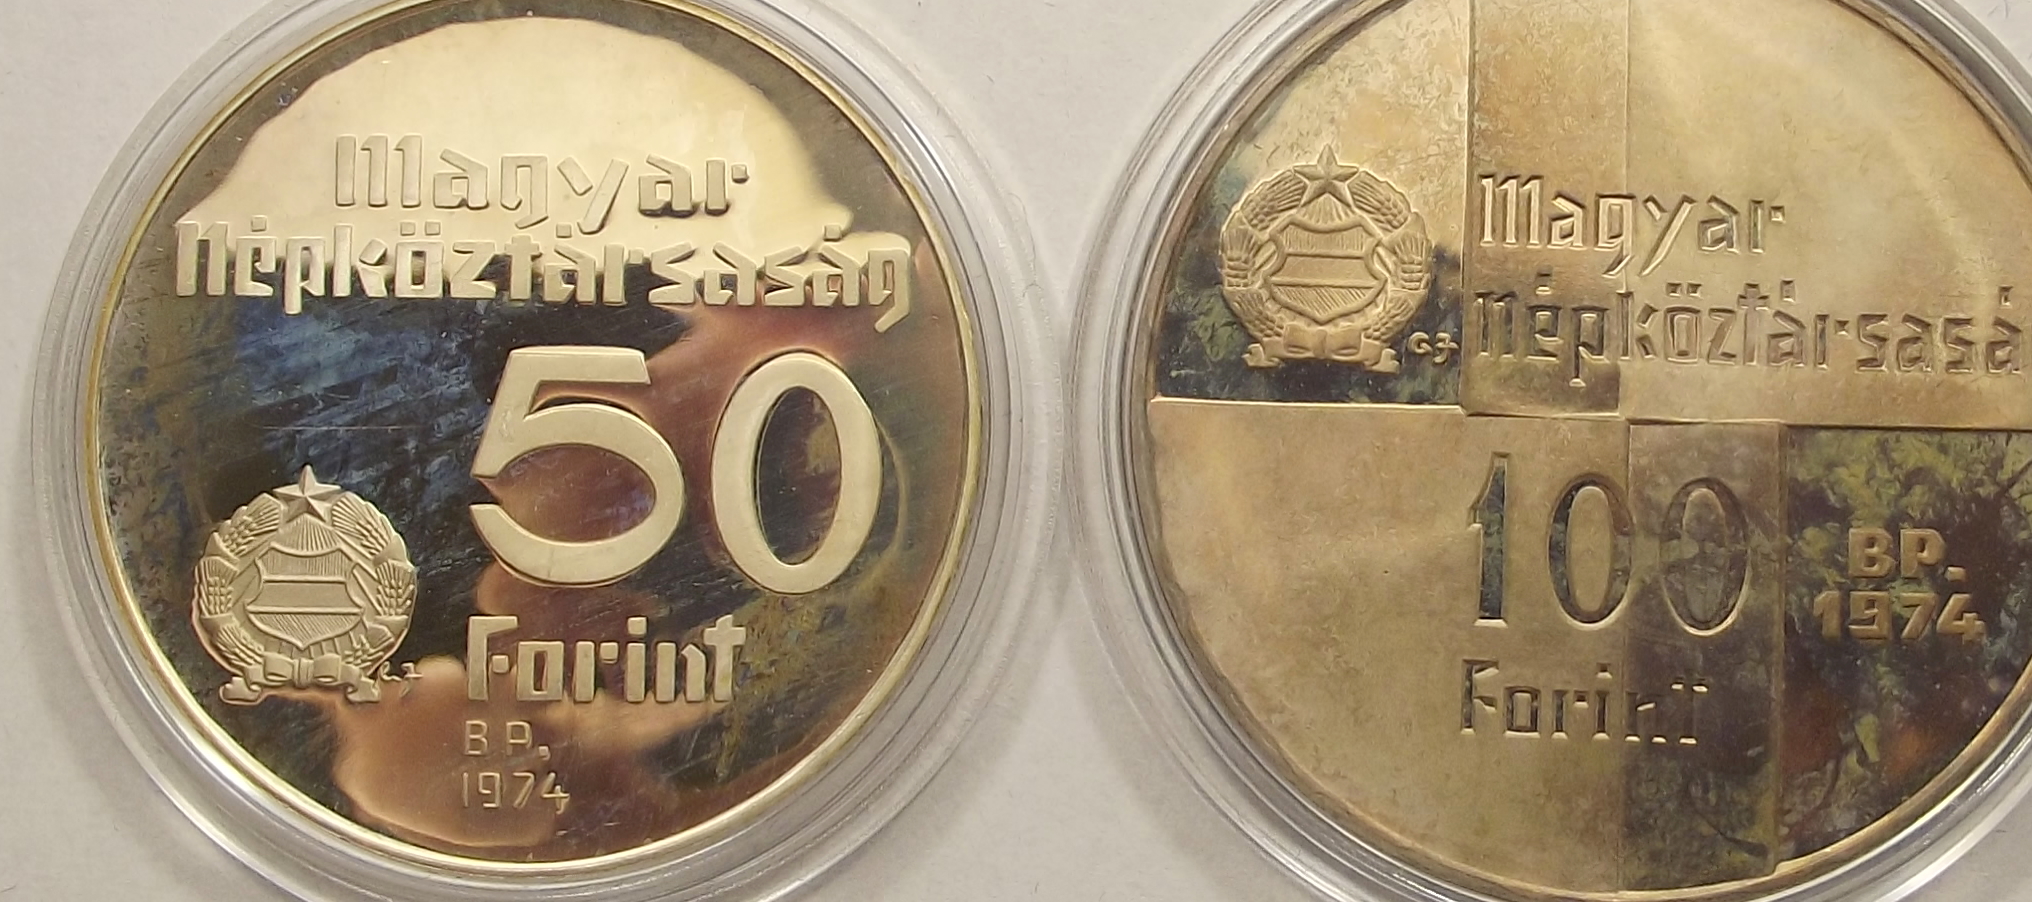 Magyar
Népköztársaság
50
Forint
BP.
1974
Magyar
Népköztársasá
100
Forint
BP.
1974